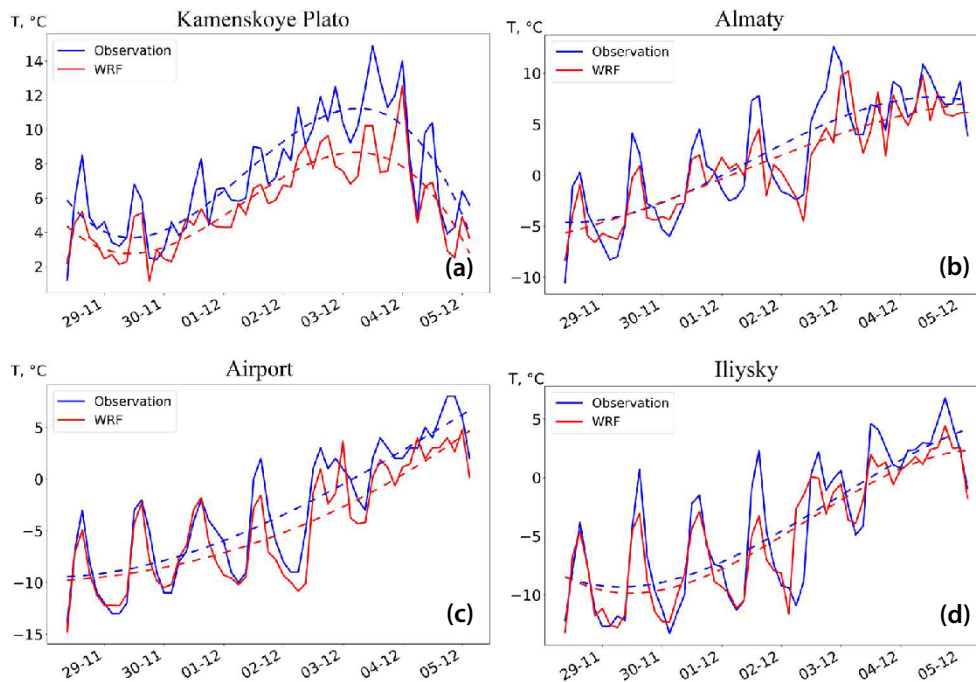 T, °C
Kamenskoye Plato
Observation
WRF
14
12
10
8
6
4
2
(a)
29-11
30-11
01-12
02-12
03-12
04-12
05-12
T, °C
Almaty
Observation
WRF
10
5
0
−5
−10
(b)
29-11
30-11
01-12
02-12
03-12
04-12
05-12
T, °C
Airport
Observation
WRF
5
0
−5
−10
−15
(c)
29-11
30-11
01-12
02-12
03-12
04-12
05-12
T, °C
Iliysky
Observation
WRF
5
0
−5
−10
(d)
29-11
30-11
01-12
02-12
03-12
04-12
05-12